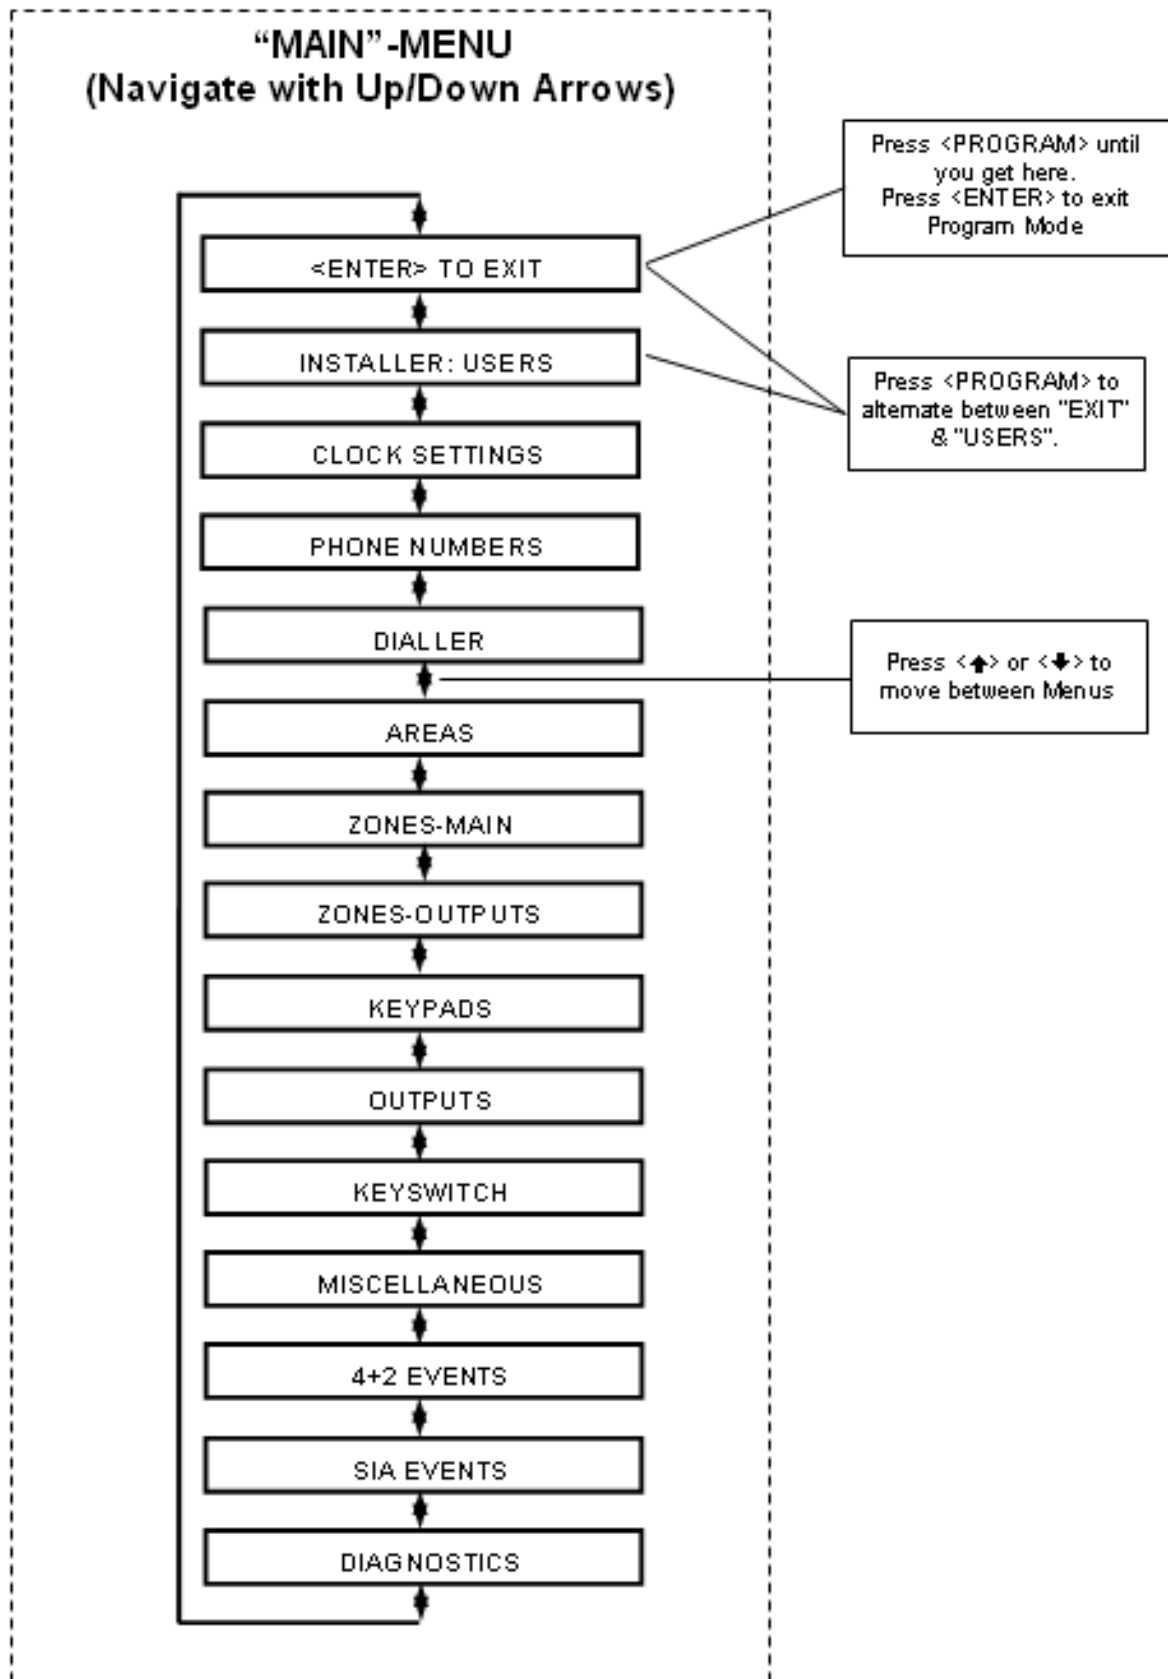 “MAIN”-MENU
(Navigate with Up/Down Arrows)
Press <PROGRAM> until
you get here.
Press <ENTER> to exit
Program Mode
<ENTER> TO EXIT
INSTALLER: USERS
Press <PROGRAM> to
alternate between "EXIT"
& "USERS".
CLOCK SETTINGS
PHONE NUMBERS
DIALLER
Press <🡅> or <🡇> to
move between Menus
AREAS
ZONES-MAIN
ZONES-OUTPUTS
KEYPADS
OUTPUTS
KEYSWITCH
MISCELLANEOUS
4+2 EVENTS
SIA EVENTS
DIAGNOSTICS